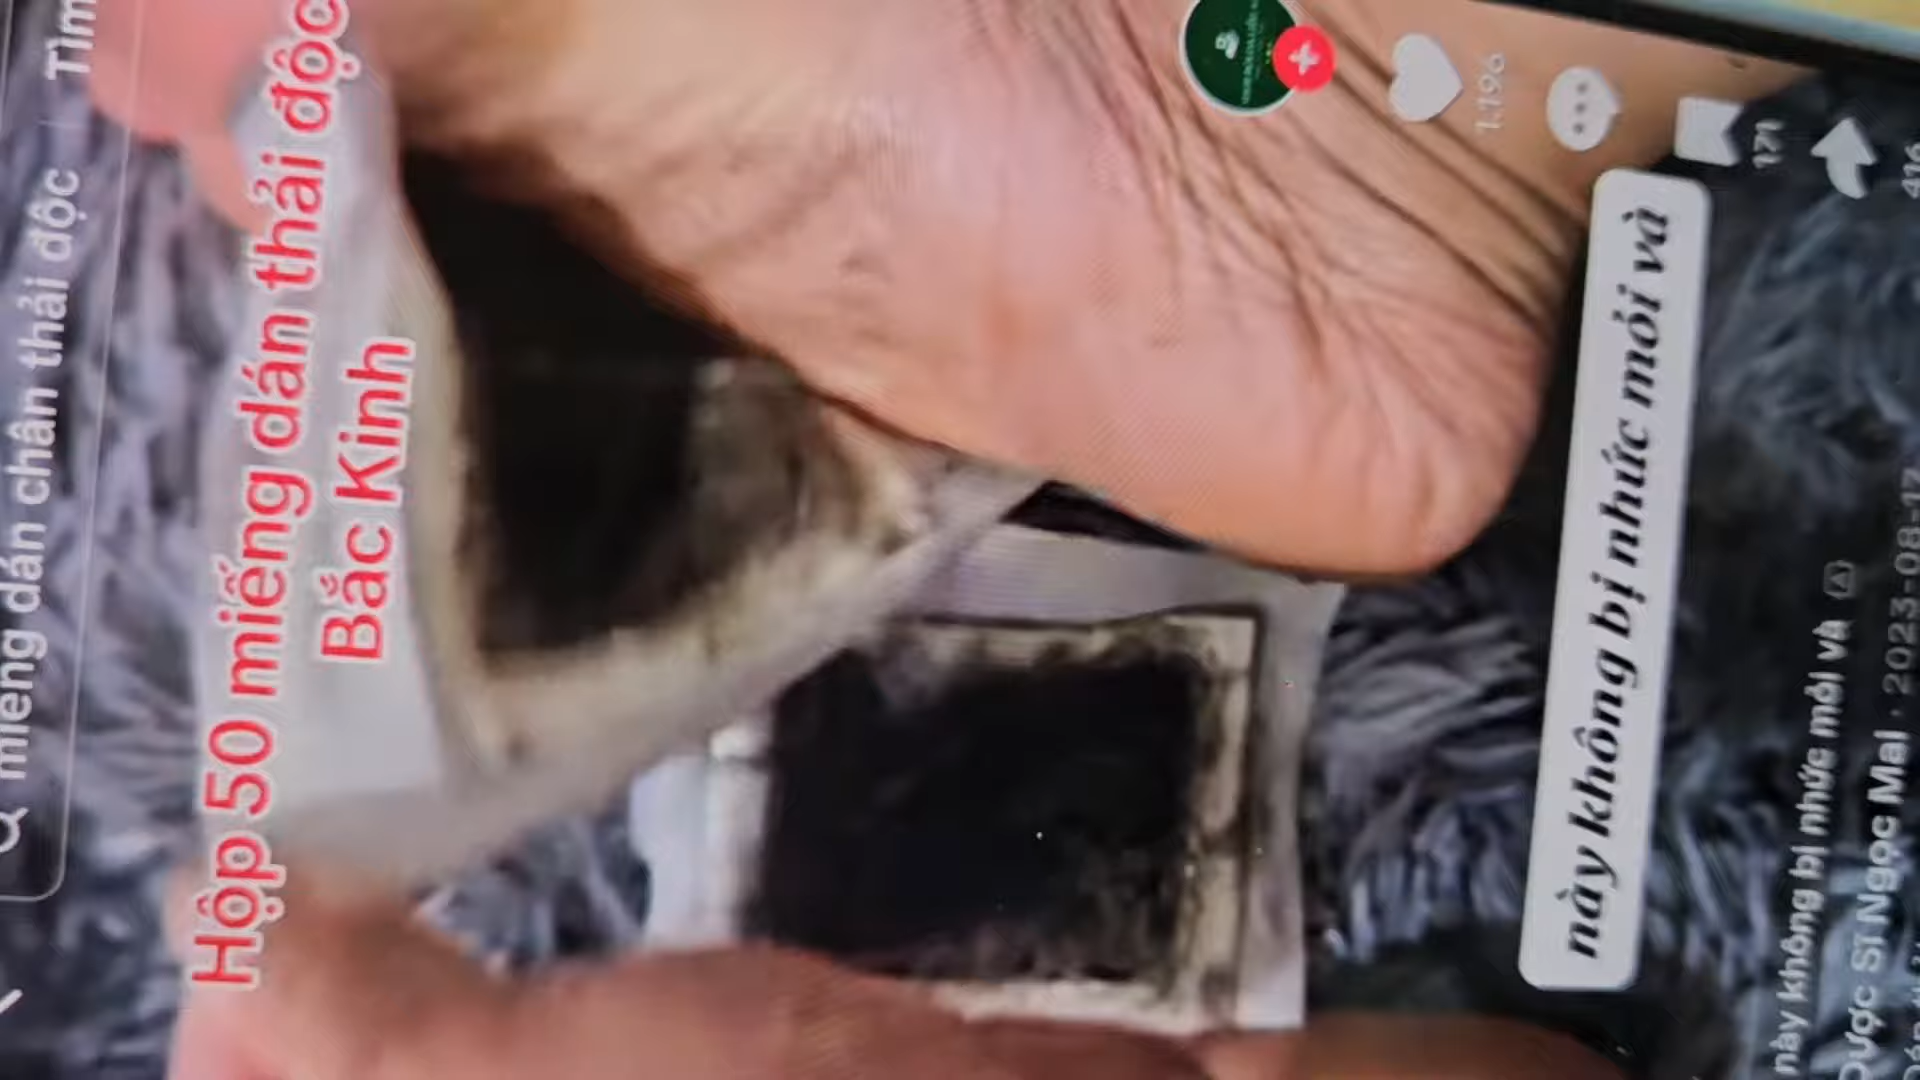 miếng dán chân thải độc
Tìm
Hộp 50 miếng dán thải độc
Bắc Kinh
1.196
171
416
này không bị nhức mỏi và
này không bị nhức mỏi và
Dược Sĩ Ngọc Mai · 2023-08-12